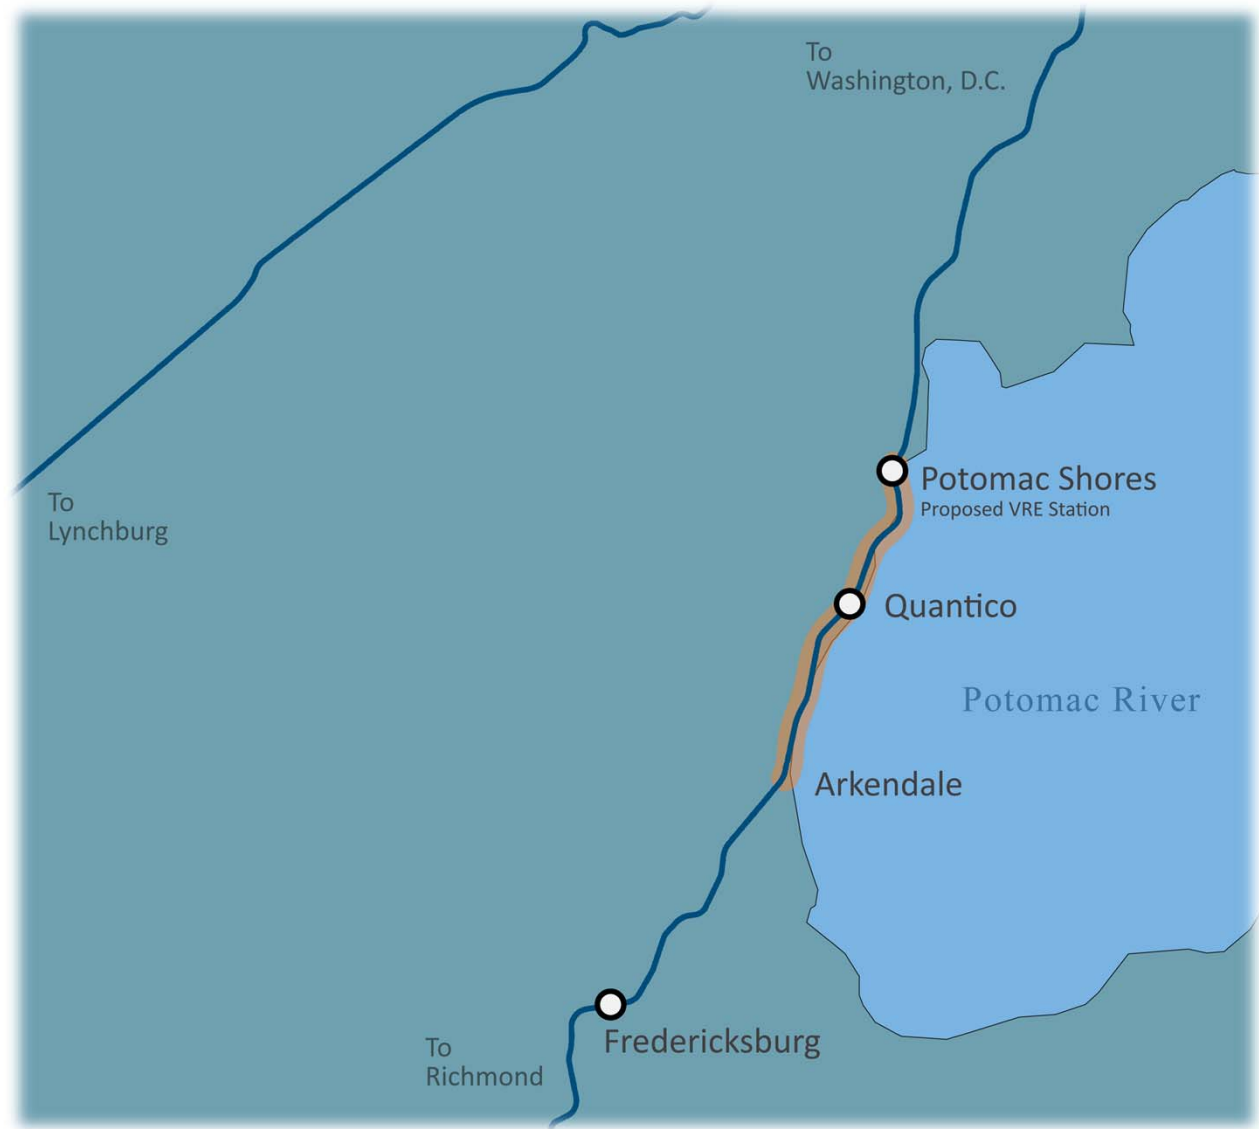 To
Washington, D.C.
To
Lynchburg
Potomac Shores
Proposed VRE Station
Quantico
Potomac River
Arkendale
Fredericksburg
To
Richmond